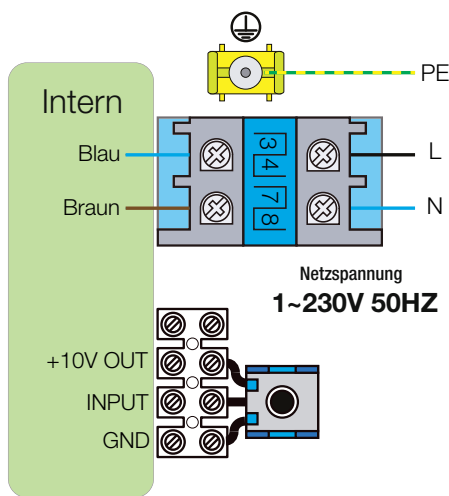 PE
Intern
Blau
L
3 4
7 8
Braun
N
Netzspannung
1~230V 50HZ
+10V OUT
INPUT
GND